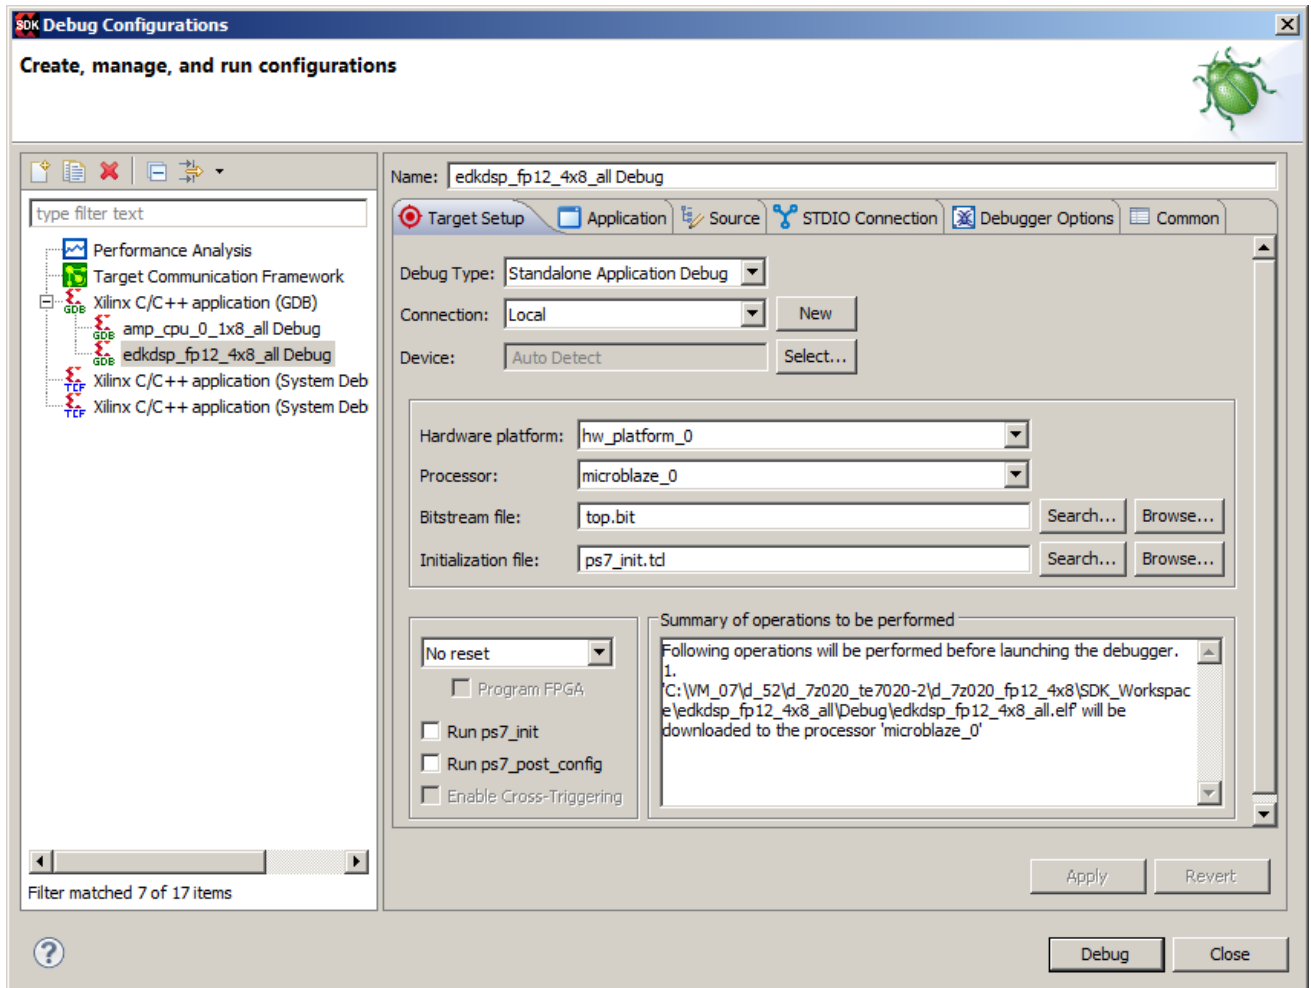 SDK Debug Configurations
Create, manage, and run configurations
type filter text
Performance Analysis
Target Communication Framework
GDB Xilinx C/C++ application (GDB)
GDB amp_cpu_0_1x8_all Debug
GDB edkdsp_fp12_4x8_all Debug
TCF Xilinx C/C++ application (System Deb
TCF Xilinx C/C++ application (System Deb
Filter matched 7 of 17 items
Name: edkdsp_fp12_4x8_all Debug
Target Setup Application Source STDIO Connection Debugger Options Common
Debug Type: Standalone Application Debug
Connection: Local New
Device: Auto Detect Select...
Hardware platform: hw_platform_0
Processor: microblaze_0
Bitstream file: top.bit Search... Browse...
Initialization file: ps7_init.tcl Search... Browse...
No reset
Program FPGA
Run ps7_init
Run ps7_post_config
Enable Cross-Triggering
Summary of operations to be performed
Following operations will be performed before launching the debugger.
1.
'C:\VM_07\d_52\d_7z020_te7020-2\d_7z020_fp12_4x8\SDK_Workspac
e\edkdsp_fp12_4x8_all\Debug\edkdsp_fp12_4x8_all.elf' will be
downloaded to the processor 'microblaze_0'
Apply Revert
? Debug Close